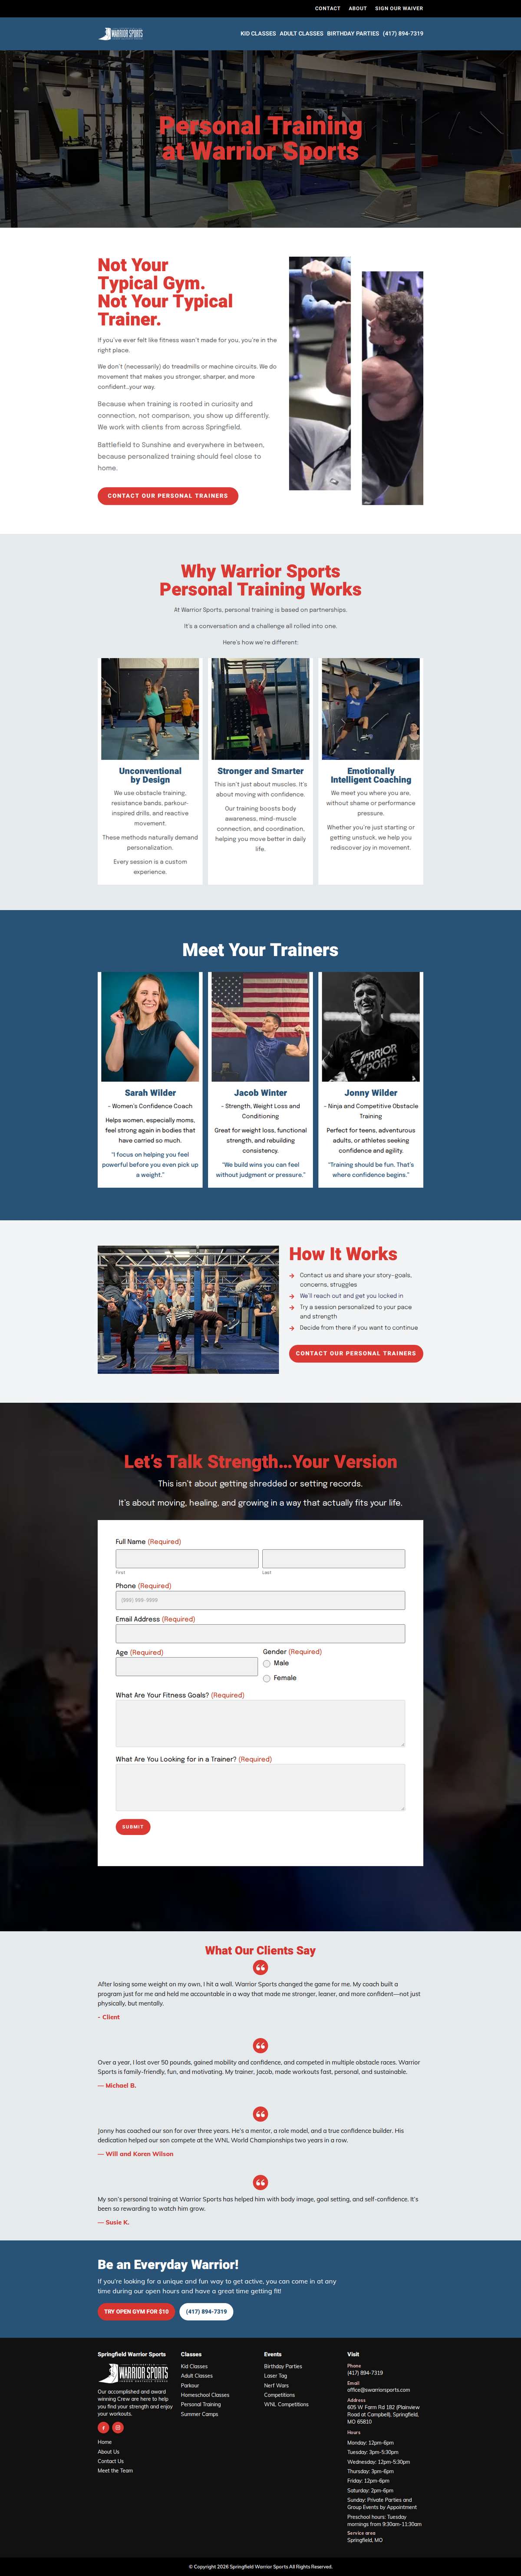 CONTACT ABOUT SIGN OUR WAIVER
WARRIOR SPORTS
KID CLASSES ADULT CLASSES BIRTHDAY PARTIES (417) 894-7319
Personal Training
at Warrior Sports
Not Your
Typical Gym.
Not Your Typical
Trainer.
If you've ever felt like fitness wasn't made for you, you're in the
right place.
We don't (necessarily) do treadmills or machine circuits. We do
movement that makes you stronger, sharper, and more
confident…your way.
Because when training is rooted in curiosity and
connection, not comparison, you show up differently.
We work with clients from across Springfield.
Battlefield to Sunshine and everywhere in between,
because personalized training should feel close to
home.
CONTACT OUR PERSONAL TRAINERS
Why Warrior Sports
Personal Training Works
At Warrior Sports, personal training is based on partnerships.
It's a conversation and a challenge all rolled into one.
Here's how we're different:
Unconventional
by Design
We use obstacle training,
resistance bands, parkour-
inspired drills, and reactive
movement.
These methods naturally demand
personalization.
Every session is a custom
experience.
Stronger and Smarter
This isn't just about muscles. It's
about moving with confidence.
Our training boosts body
awareness, mind-muscle
connection, and coordination,
helping you move better in daily
life.
Emotionally
Intelligent Coaching
We meet you where you are,
without shame or performance
pressure.
Whether you're just starting or
getting unstuck, we help you
rediscover joy in movement.
Meet Your Trainers
Sarah Wilder
– Women's Confidence Coach
Helps women, especially moms,
feel strong again in bodies that
have carried so much.
"I focus on helping you feel
powerful before you even pick up
a weight."
Jacob Winter
– Strength, Weight Loss and
Conditioning
Great for weight loss, functional
strength, and rebuilding
consistency.
"We build wins you can feel
without judgment or pressure."
Team
WARRIOR
SPORTS
Jonny Wilder
– Ninja and Competitive Obstacle
Training
Perfect for teens, adventurous
adults, or athletes seeking
confidence and agility.
"Training should be fun. That's
where confidence begins."
How It Works
Contact us and share your story—goals,
concerns, struggles
We'll reach out and get you locked in
Try a session personalized to your pace
and strength
Decide from there if you want to continue
CONTACT OUR PERSONAL TRAINERS
Let's Talk Strength…Your Version
This isn't about getting shredded or setting records.
It's about moving, healing, and growing in a way that actually fits your life.
Full Name (Required)
First Last
Phone (Required)
(999) 999-9999
Email Address (Required)
Age (Required)
Gender (Required)
Male
Female
What Are Your Fitness Goals? (Required)
What Are You Looking for in a Trainer? (Required)
SUBMIT
What Our Clients Say
After losing some weight on my own, I hit a wall. Warrior Sports changed the game for me. My coach built a
program just for me and held me accountable in a way that made me stronger, leaner, and more confident—not just
physically, but mentally.
– Client
Over a year, I lost over 50 pounds, gained mobility and confidence, and competed in multiple obstacle races. Warrior
Sports is family-friendly, fun, and motivating. My trainer, Jacob, made workouts fast, personal, and sustainable.
— Michael B.
Jonny has coached our son for over three years. He's a mentor, a role model, and a true confidence builder. His
dedication helped our son compete at the WNL World Championships two years in a row.
— Will and Karen Wilson
My son's personal training at Warrior Sports has helped him with body image, goal setting, and self-confidence. It's
been so rewarding to watch him grow.
— Susie K.
Be an Everyday Warrior!
If you're looking for a unique and fun way to get active, you can come in at any
time during our open hours and have a great time getting fit!
TRY OPEN GYM FOR $10 (417) 894-7319
Springfield Warrior Sports
WARRIOR SPORTS
Our accomplished and award
winning Crew are here to help
you find your strength and enjoy
your workouts.
Home
About Us
Contact Us
Meet the Team
Classes
Kid Classes
Adult Classes
Parkour
Homeschool Classes
Personal Training
Summer Camps
Events
Birthday Parties
Laser Tag
Nerf Wars
Competitions
WNL Competitions
Visit
Phone
(417) 894-7319
Email
office@swarriorsports.com
Address
605 W Farm Rd 182 (Plainview
Road at Campbell), Springfield,
MO 65810
Hours
Monday: 12pm-6pm
Tuesday: 3pm-5:30pm
Wednesday: 12pm-5:30pm
Thursday: 3pm-6pm
Friday: 12pm-6pm
Saturday: 2pm-6pm
Sunday: Private Parties and
Group Events by Appointment
Preschool hours: Tuesday
mornings from 9:30am-11:30am
Service area
Springfield, MO
© Copyright 2026 Springfield Warrior Sports All Rights Reserved.